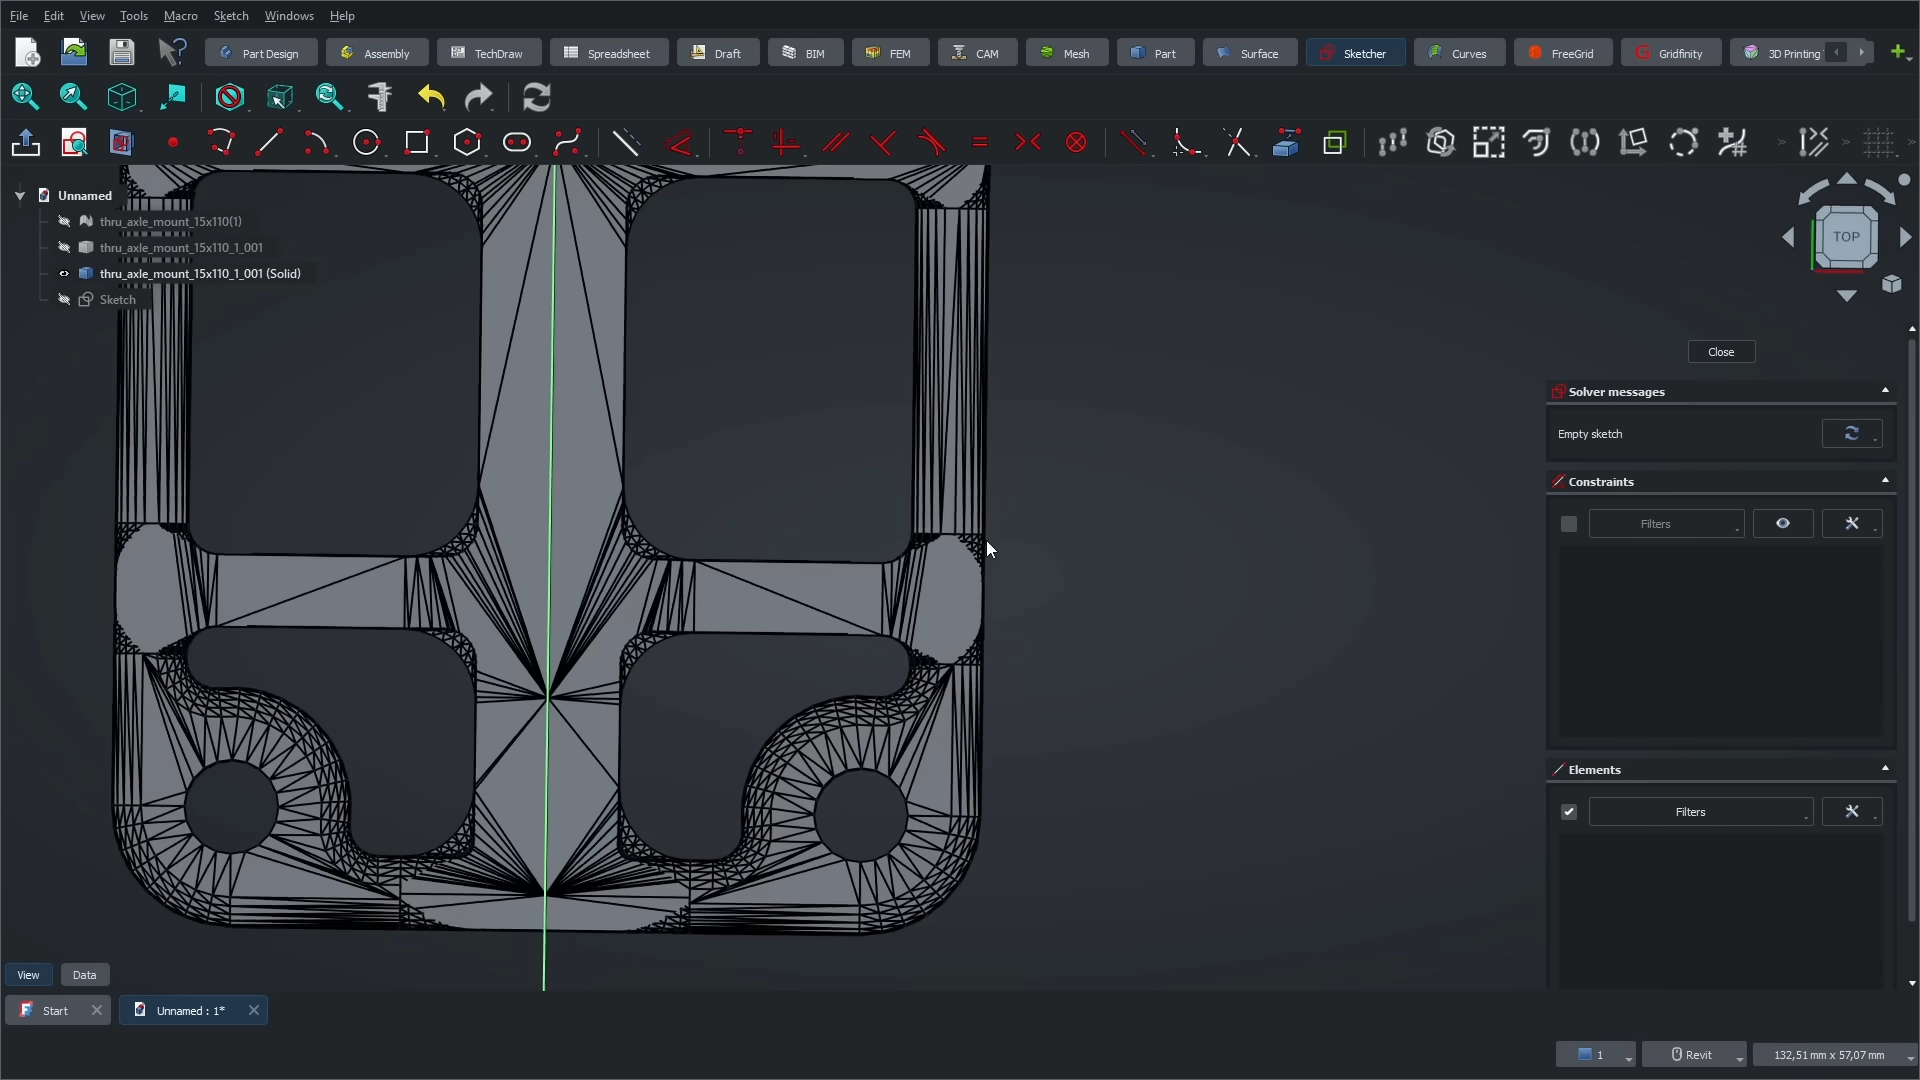 File Edit View Tools Macro Sketch Windows Help
Part Design Assembly TechDraw Spreadsheet Draft BIM FEM CAM Mesh Part Surface Sketcher Curves FreeGrid Gridfinity 3D Printing
Unnamed
thru_axle_mount_15x110(1)
thru_axle_mount_15x110_1_001
thru_axle_mount_15x110_1_001 (Solid)
Sketch
TOP
Close
Solver messages
Empty sketch
Constraints
Filters
Elements
Filters
View Data
Start Unnamed : 1*
1 Revit 132,51 mm x 57,07 mm